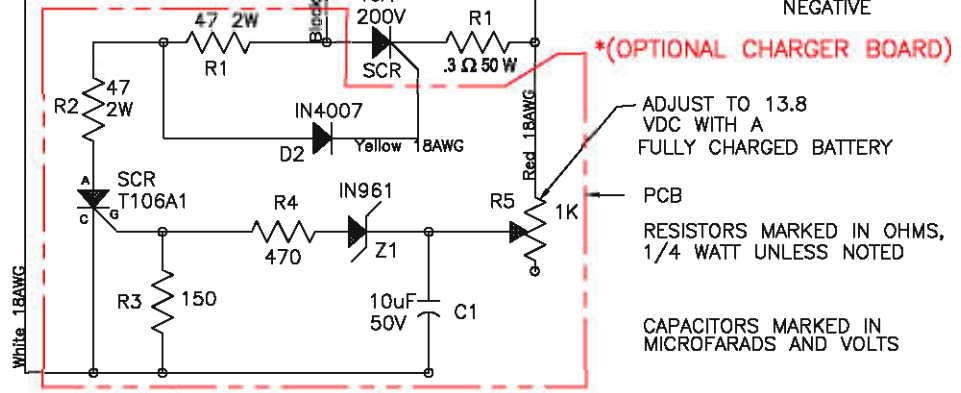 NEGATIVE
200V
R1
47 2W
Black
*(OPTIONAL CHARGER BOARD)
R1
SCR
.3 Ω 50 W
R2
47
2W
IN4007
D2
Yellow 18AWG
Red 18AWG
ADJUST TO 13.8
VDC WITH A
FULLY CHARGED BATTERY
A
SCR
T106A1
C
G
R4
470
IN961
Z1
R5
1K
PCB
RESISTORS MARKED IN OHMS,
1/4 WATT UNLESS NOTED
R3
150
10uF
50V
C1
White 18AWG
CAPACITORS MARKED IN
MICROFARADS AND VOLTS